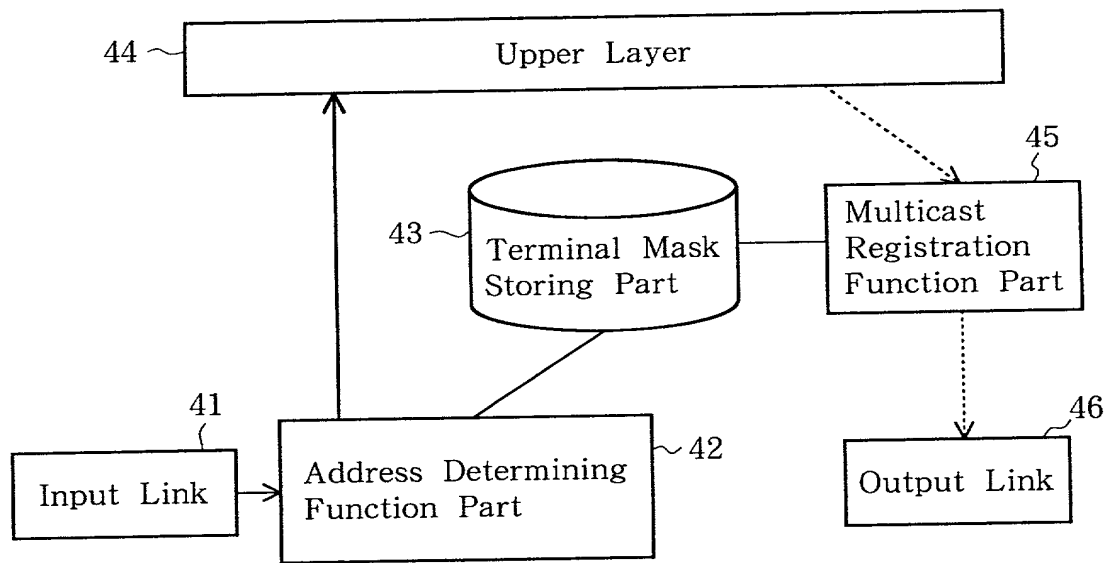 44
Upper Layer
45
43
Terminal Mask
Storing Part
Multicast
Registration
Function Part
41
42
46
Input Link
Address Determining
Function Part
Output Link